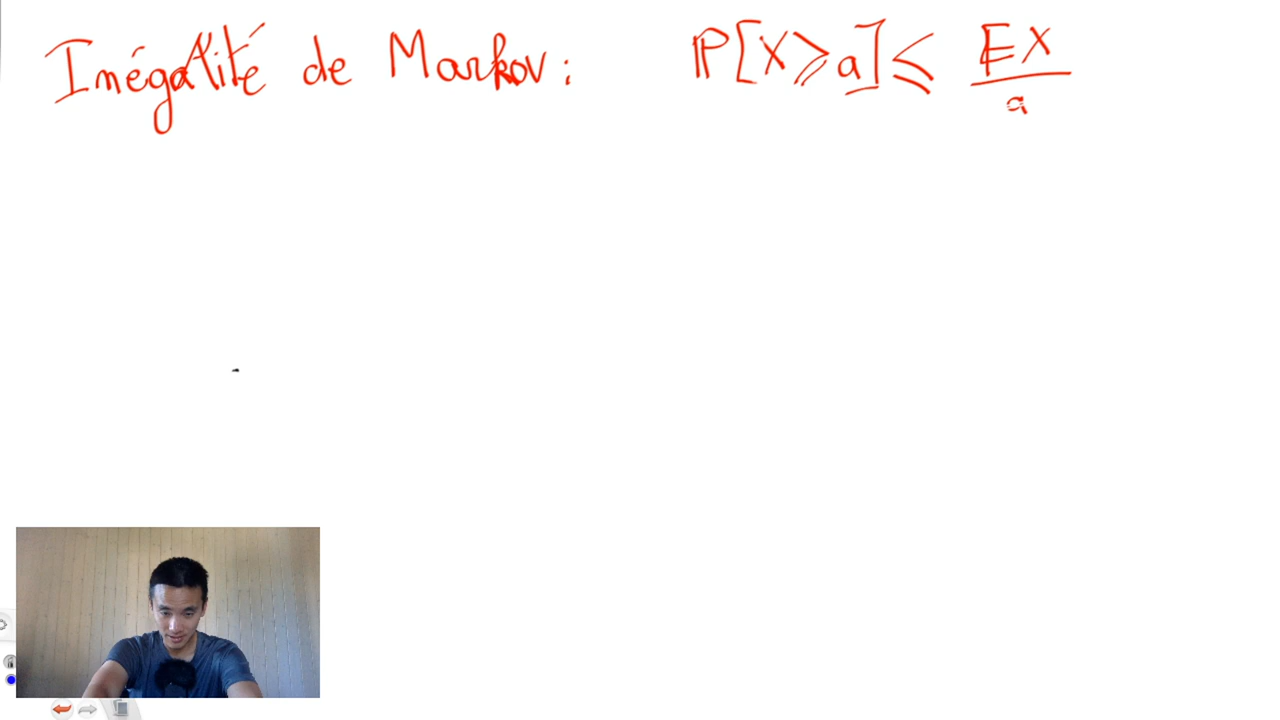 Inégalité de Markov : ℙ[X ⩾ a] ⩽ EX / a